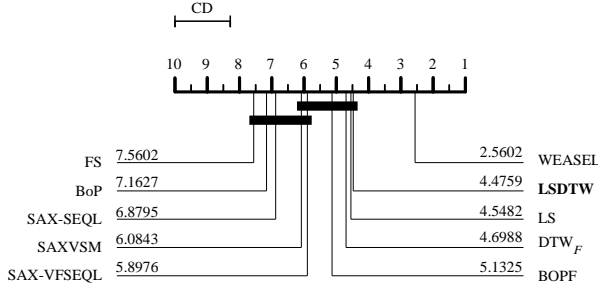 CD
10 9 8 7 6 5 4 3 2 1
FS 7.5602 2.5602 WEASEL
BoP 7.1627 4.4759 LSDTW
SAX-SEQL 6.8795 4.5482 LS
SAXVSM 6.0843 4.6988 DTW_F
SAX-VFSEQL 5.8976 5.1325 BOPF